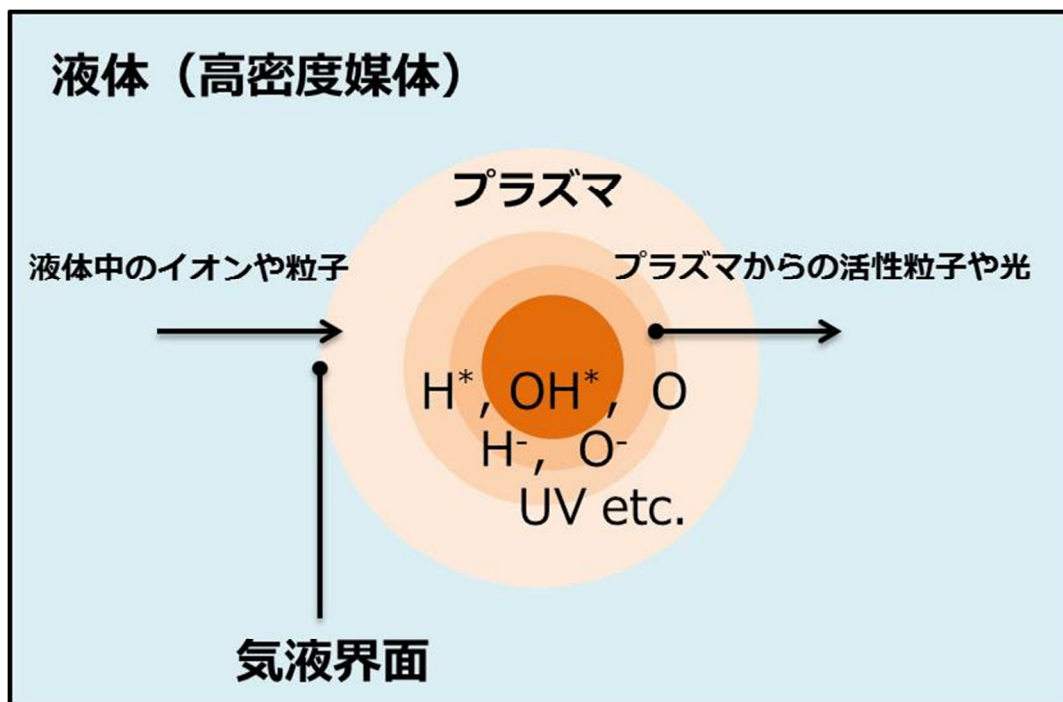 液体（高密度媒体）
プラズマ
液体中のイオンや粒子
プラズマからの活性粒子や光
H*, OH*, O
H-, O-
UV etc.
気液界面